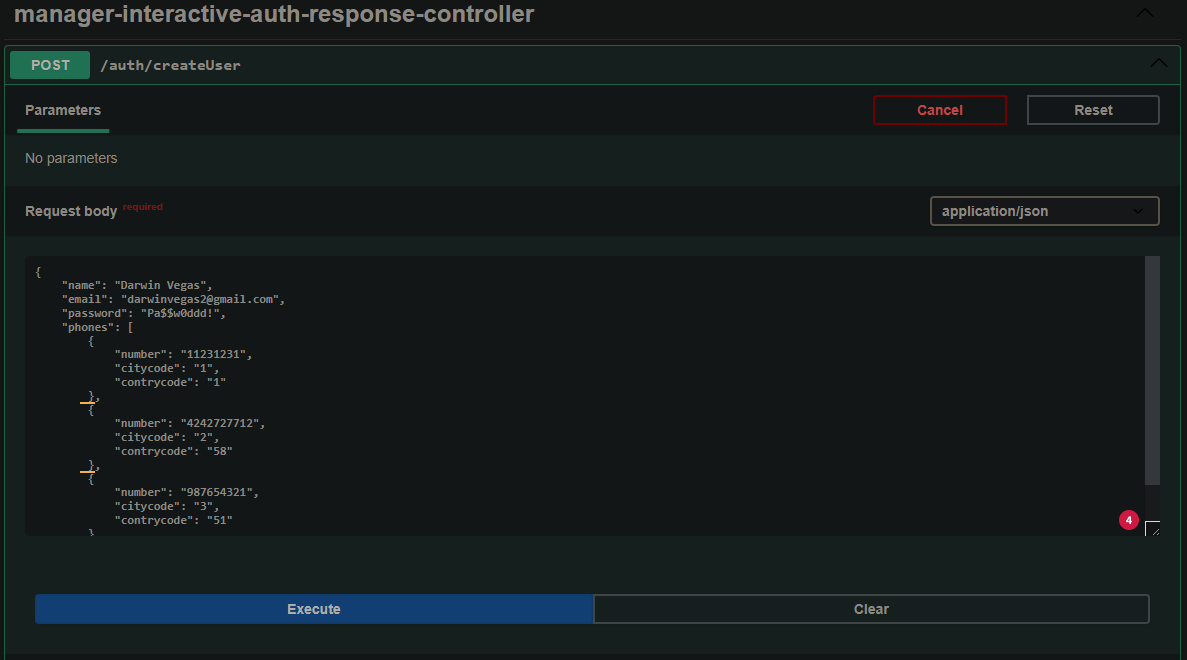 manager-interactive-auth-response-controller
POST /auth/createUser
Parameters
Cancel
Reset
No parameters
Request body required
application/json
{
"name": "Darwin Vegas",
"email": "darwinvegas2@gmail.com",
"password": "Pa$$w0ddd!",
"phones": [
{
"number": "11231231",
"citycode": "1",
"contrycode": "1"
},
{
"number": "4242727712",
"citycode": "2",
"contrycode": "58"
},
{
"number": "987654321",
"citycode": "3",
"contrycode": "51"
}
4
Execute
Clear